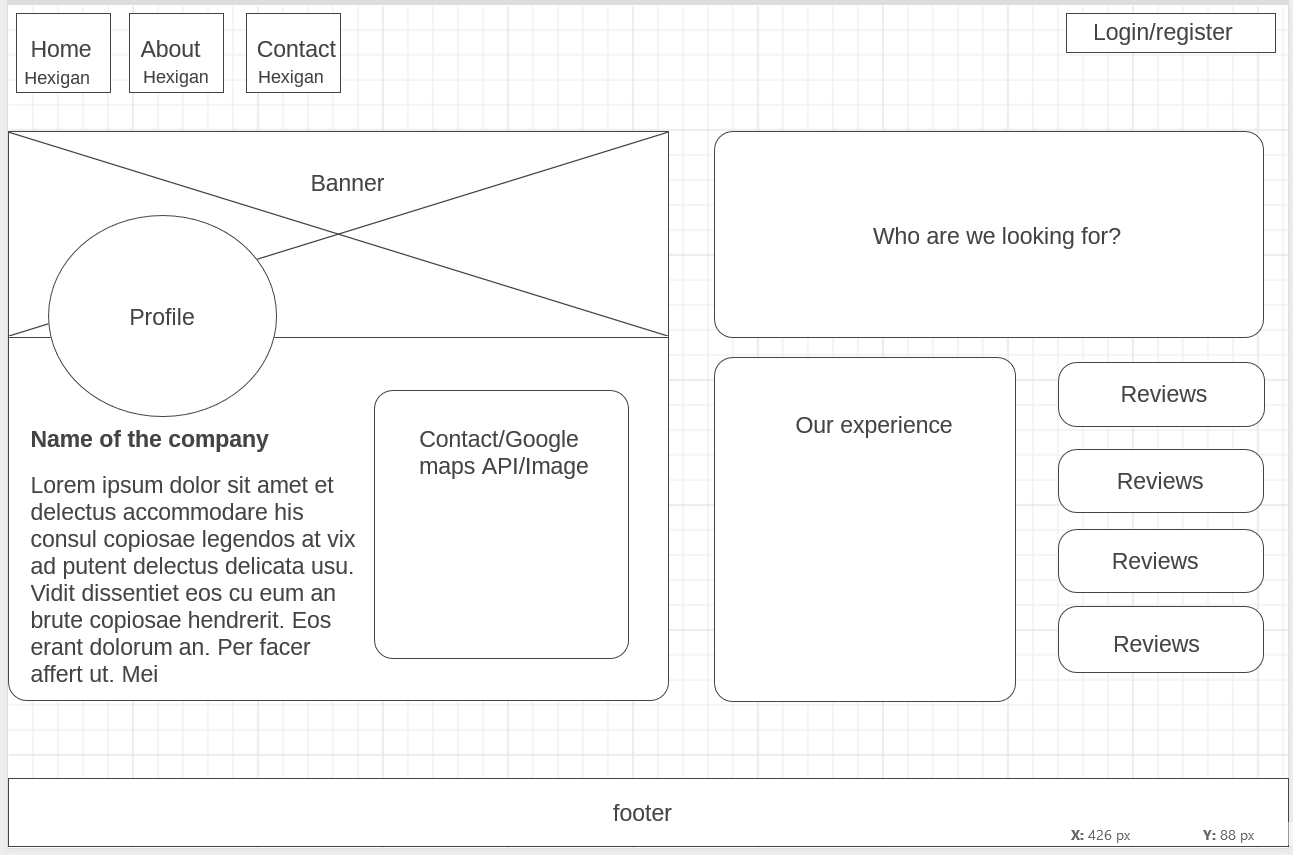 Home
Hexigan
About
Hexigan
Contact
Hexigan
Login/register
Banner
Profile
Name of the company
Lorem ipsum dolor sit amet et
delectus accommodare his
consul copiosae legendos at vix
ad putent delectus delicata usu.
Vidit dissentiet eos cu eum an
brute copiosae hendrerit. Eos
erant dolorum an. Per facer
affert ut. Mei
Contact/Google
maps API/Image
Who are we looking for?
Our experience
Reviews
Reviews
Reviews
Reviews
footer
X: 426 px Y: 88 px